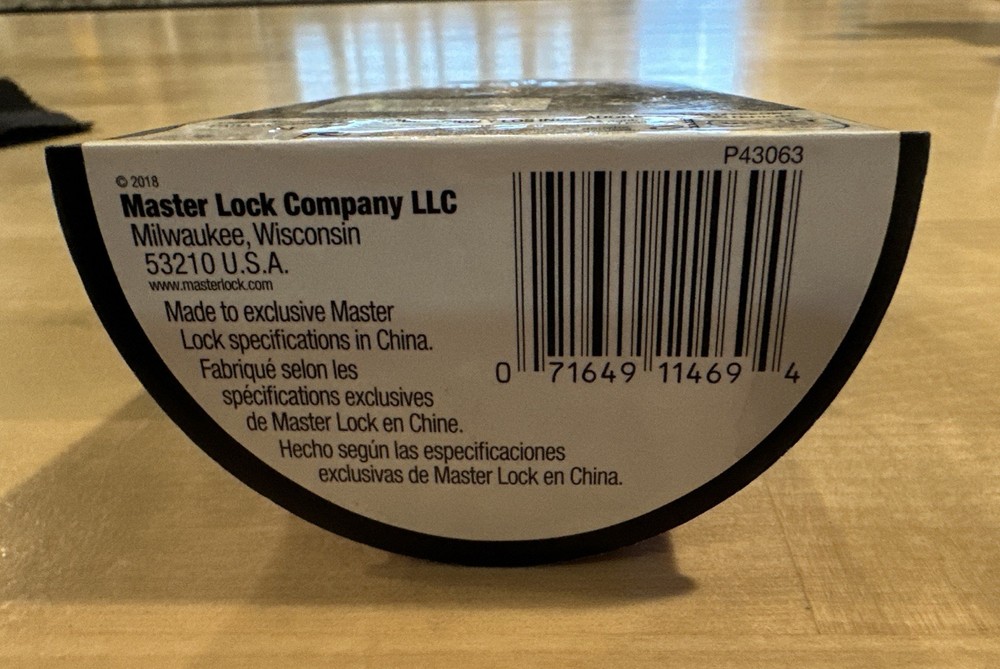 © 2018
Master Lock Company LLC
Milwaukee, Wisconsin
53210 U.S.A.
www.masterlock.com
Made to exclusive Master
Lock specifications in China.
Fabriqué selon les
spécifications exclusives
de Master Lock en Chine.
Hecho según las especificaciones
exclusivas de Master Lock en China.
P43063
0 71649 11469 4